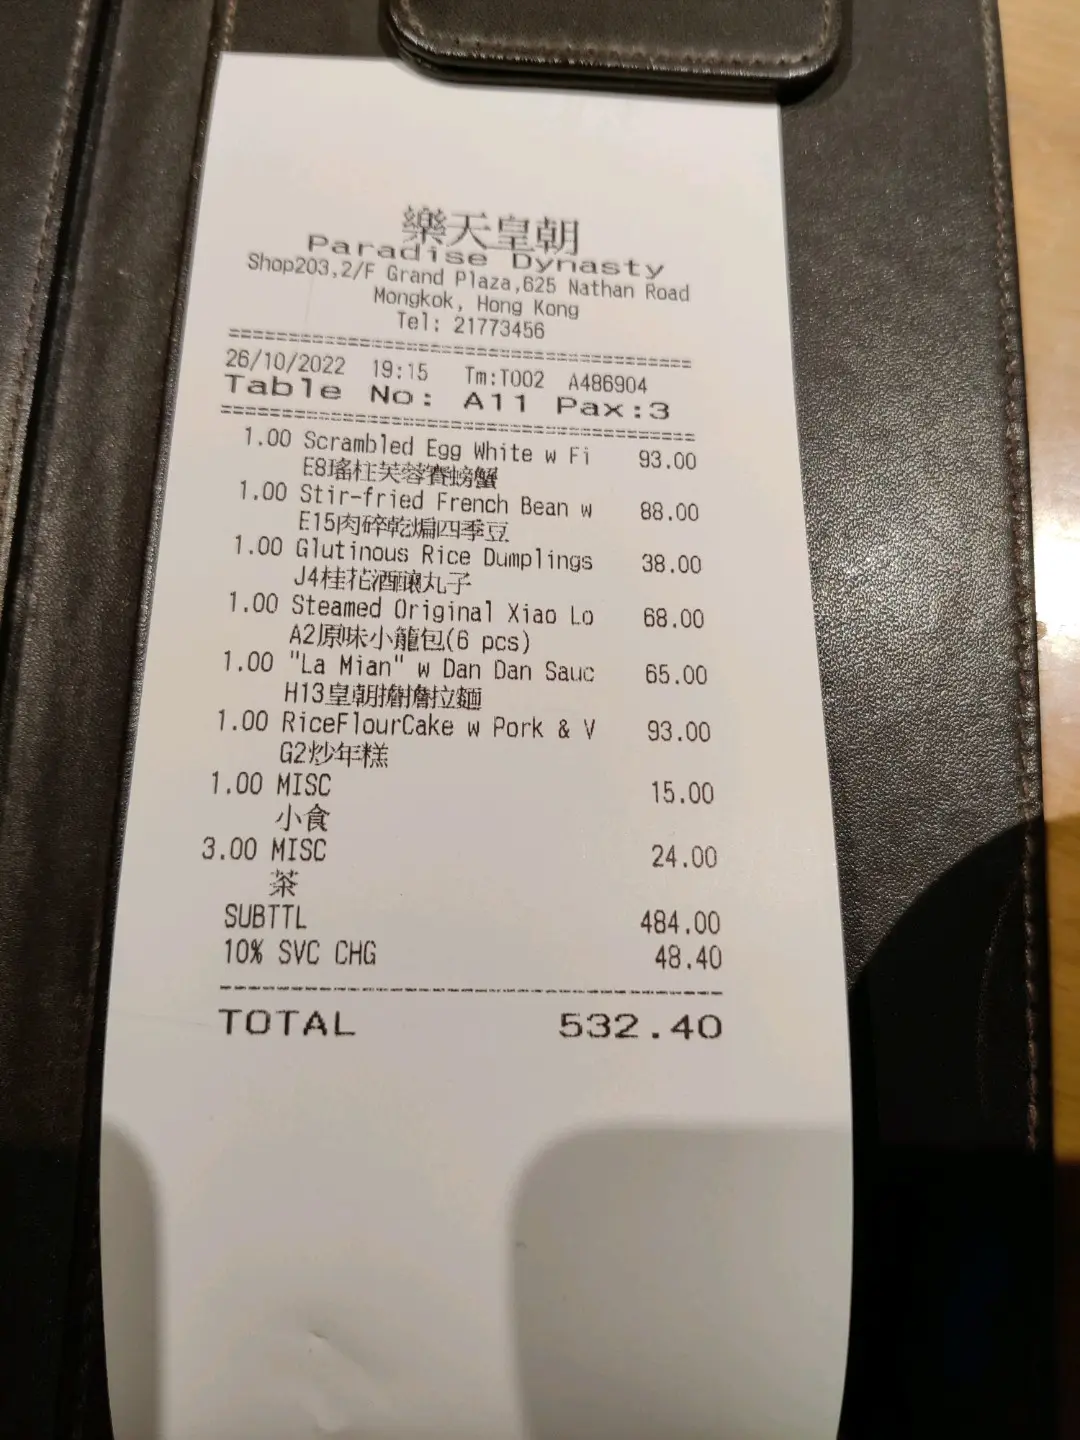 樂天皇朝
Paradise Dynasty
Shop203,2/F Grand Plaza,625 Nathan Road
Mongkok, Hong Kong
Tel: 21773456
26/10/2022 19:15 Tm:T002 A486904
Table No: A11 Pax:3
1.00 Scrambled Egg White w Fi 93.00
E8瑤柱芙蓉賽螃蟹
1.00 Stir-fried French Bean w 88.00
E15肉碎乾煸四季豆
1.00 Glutinous Rice Dumplings 38.00
J4桂花酒釀丸子
1.00 Steamed Original Xiao Lo 68.00
A2原味小籠包(6 pcs)
1.00 "La Mian" w Dan Dan Sauc 65.00
H13皇朝擔擔拉麵
1.00 RiceFlourCake w Pork & V 93.00
G2炒年糕
1.00 MISC 15.00
小食
3.00 MISC 24.00
茶
SUBTTL 484.00
10% SVC CHG 48.40
TOTAL 532.40